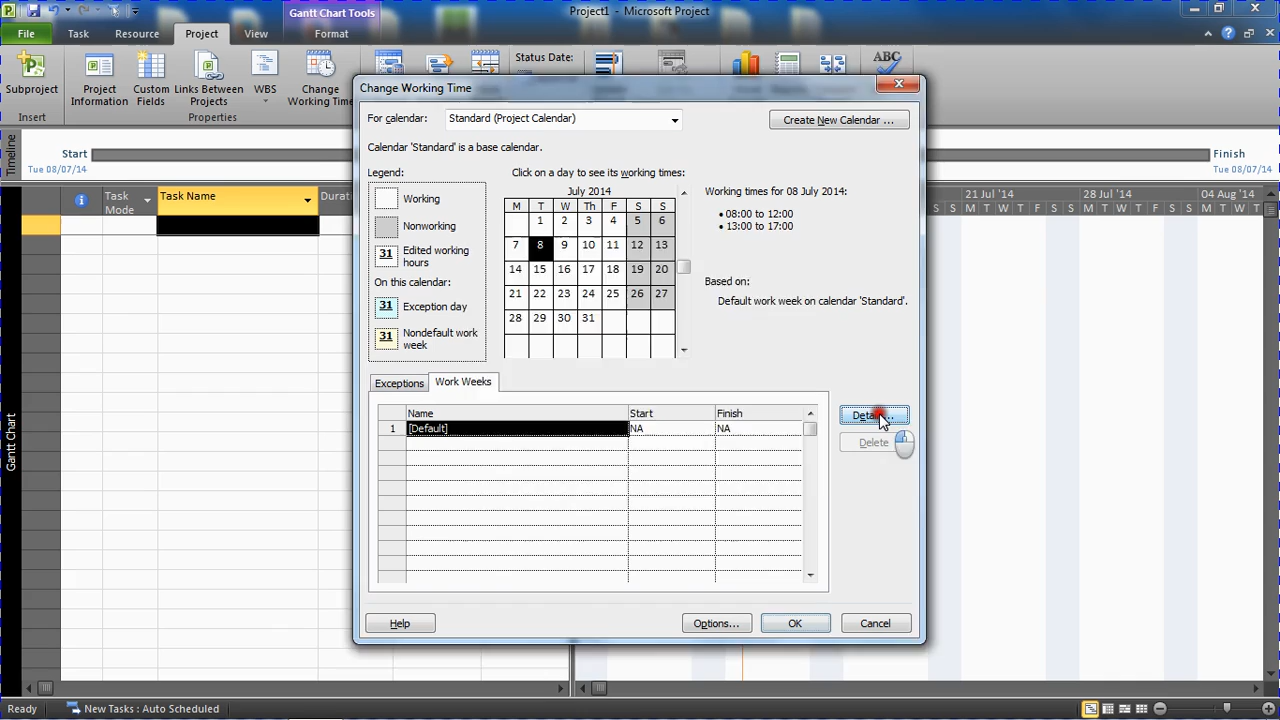 Gantt Chart Tools
Project1 - Microsoft Project
File Task Resource Project View Format
Subproject
Project Information
Custom Fields
Links Between Projects
WBS
Change Working Time
Status Date:
ABC
Insert
Properties
Timeline
Start
Tue 08/07/14
Finish
Tue 08/07/14
Task Mode
Task Name
21 Jul '14 28 Jul '14 04 Aug '14
S S M T W T F S S M T W T F S S M T W T
Gantt Chart
Change Working Time
For calendar: Standard (Project Calendar)
Create New Calendar ...
Calendar 'Standard' is a base calendar.
Legend:
Working
Nonworking
31 Edited working hours
On this calendar:
31 Exception day
31 Nondefault work week
Click on a day to see its working times:
July 2014
M T W Th F S S
1 2 3 4 5 6
7 8 9 10 11 12 13
14 15 16 17 18 19 20
21 22 23 24 25 26 27
28 29 30 31
Working times for 08 July 2014:
• 08:00 to 12:00
• 13:00 to 17:00
Based on:
Default work week on calendar 'Standard'.
Exceptions Work Weeks
Name Start Finish
1 [Default] NA NA
Delete
Help Options... OK Cancel
Ready New Tasks : Auto Scheduled